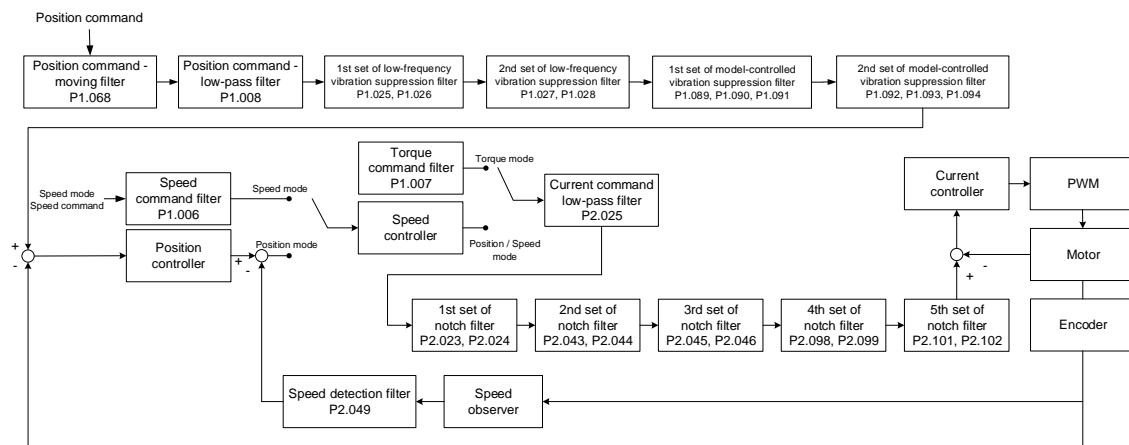 Position command
Position command -
moving filter
P1.068
Position command -
low-pass filter
P1.008
1st set of low-frequency
vibration suppression filter
P1.025, P1.026
2nd set of low-frequency
vibration suppression filter
P1.027, P1.028
1st set of model-controlled
vibration suppression filter
P1.089, P1.090, P1.091
2nd set of model-controlled
vibration suppression filter
P1.092, P1.093, P1.094
Torque
command filter
P1.007
Torque mode
Current command
low-pass filter
P2.025
Current
controller
PWM
Speed mode
Speed command
Speed
command filter
P1.006
Speed mode
Speed
controller
Position / Speed
mode
+
-
Position
controller
+
-
Position mode
Motor
-
+
1st set of
notch filter
P2.023, P2.024
2nd set of
notch filter
P2.043, P2.044
3rd set of
notch filter
P2.045, P2.046
4th set of
notch filter
P2.098, P2.099
5th set of
notch filter
P2.101, P2.102
Encoder
Speed detection filter
P2.049
Speed
observer